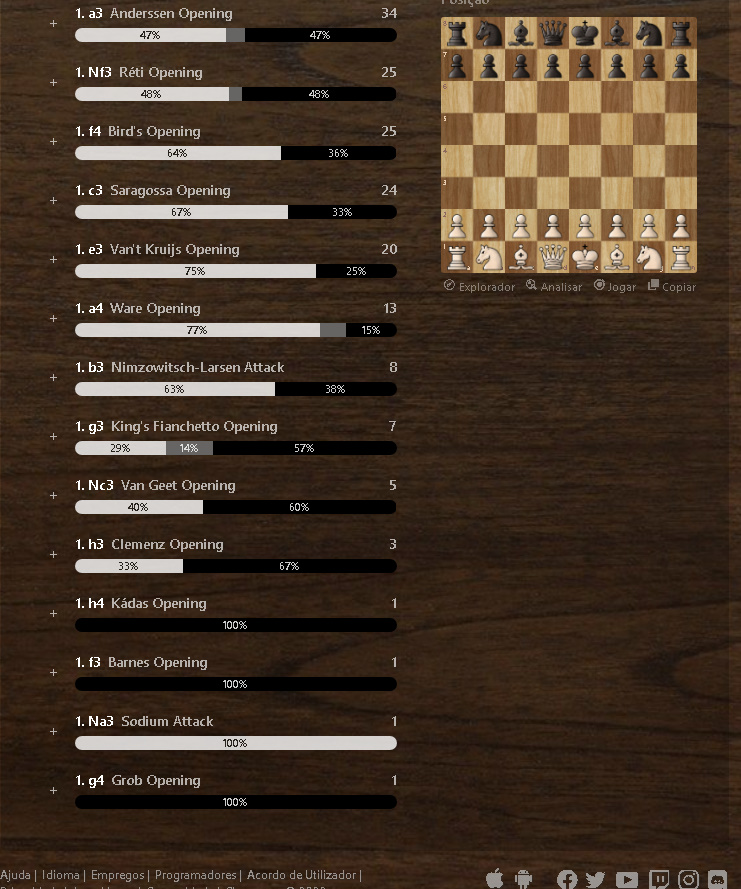 Posição
1. a3 Anderssen Opening 34
47% 47%
1. Nf3 Réti Opening 25
48% 48%
1. f4 Bird's Opening 25
64% 36%
1. c3 Saragossa Opening 24
67% 33%
1. e3 Van't Kruijs Opening 20
75% 25%
1. a4 Ware Opening 13
77% 15%
1. b3 Nimzowitsch-Larsen Attack 8
63% 38%
1. g3 King's Fianchetto Opening 7
29% 14% 57%
1. Nc3 Van Geet Opening 5
40% 60%
1. h3 Clemenz Opening 3
33% 67%
1. h4 Kádas Opening 1
100%
1. f3 Barnes Opening 1
100%
1. Na3 Sodium Attack 1
100%
1. g4 Grob Opening 1
100%
8
7
6
5
4
3
2
1
Explorador Analisar Jogar Copiar
Ajuda | Idioma | Empregos | Programadores | Acordo de Utilizador |